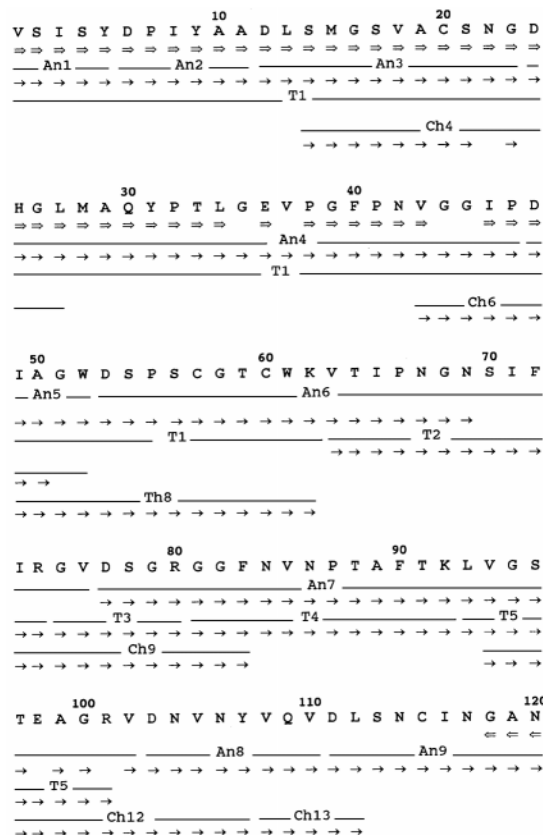 10 20
V S I S Y D P I Y A A D L S M G S V A C S N G D
An1 An2 An3
T1
Ch4
30 40
H G L M A Q Y P T L G E V P G F P N V G G I P D
An4
T1
Ch6
50 60 70
I A G W D S P S C G T C W K V T I P N G N S I F
An5 An6
T1 T2
Th8
80 90
I R G V D S G R G G F N V N P T A F T K L V G S
An7
T3 T4 T5
Ch9
100 110 120
T E A G R V D N V N Y V Q V D L S N C I N G A N
An8 An9
T5
Ch12 Ch13